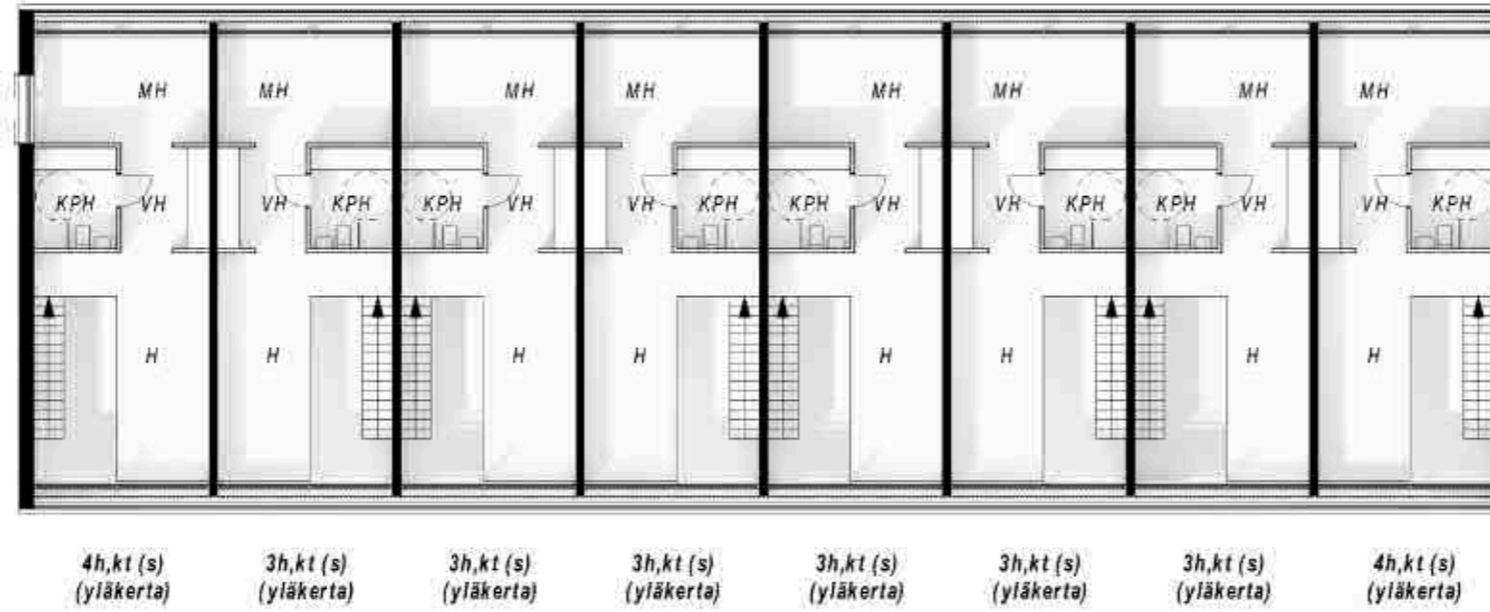 MH MH MH MH MH MH MH MH
KPH VH VH KPH KPH VH VH KPH KPH VH VH KPH KPH VH VH KPH
H H H H H H H H
4h,kt (s) 3h,kt (s) 3h,kt (s) 3h,kt (s) 3h,kt (s) 3h,kt (s) 3h,kt (s) 4h,kt (s)
(yläkerta) (yläkerta) (yläkerta) (yläkerta) (yläkerta) (yläkerta) (yläkerta) (yläkerta)